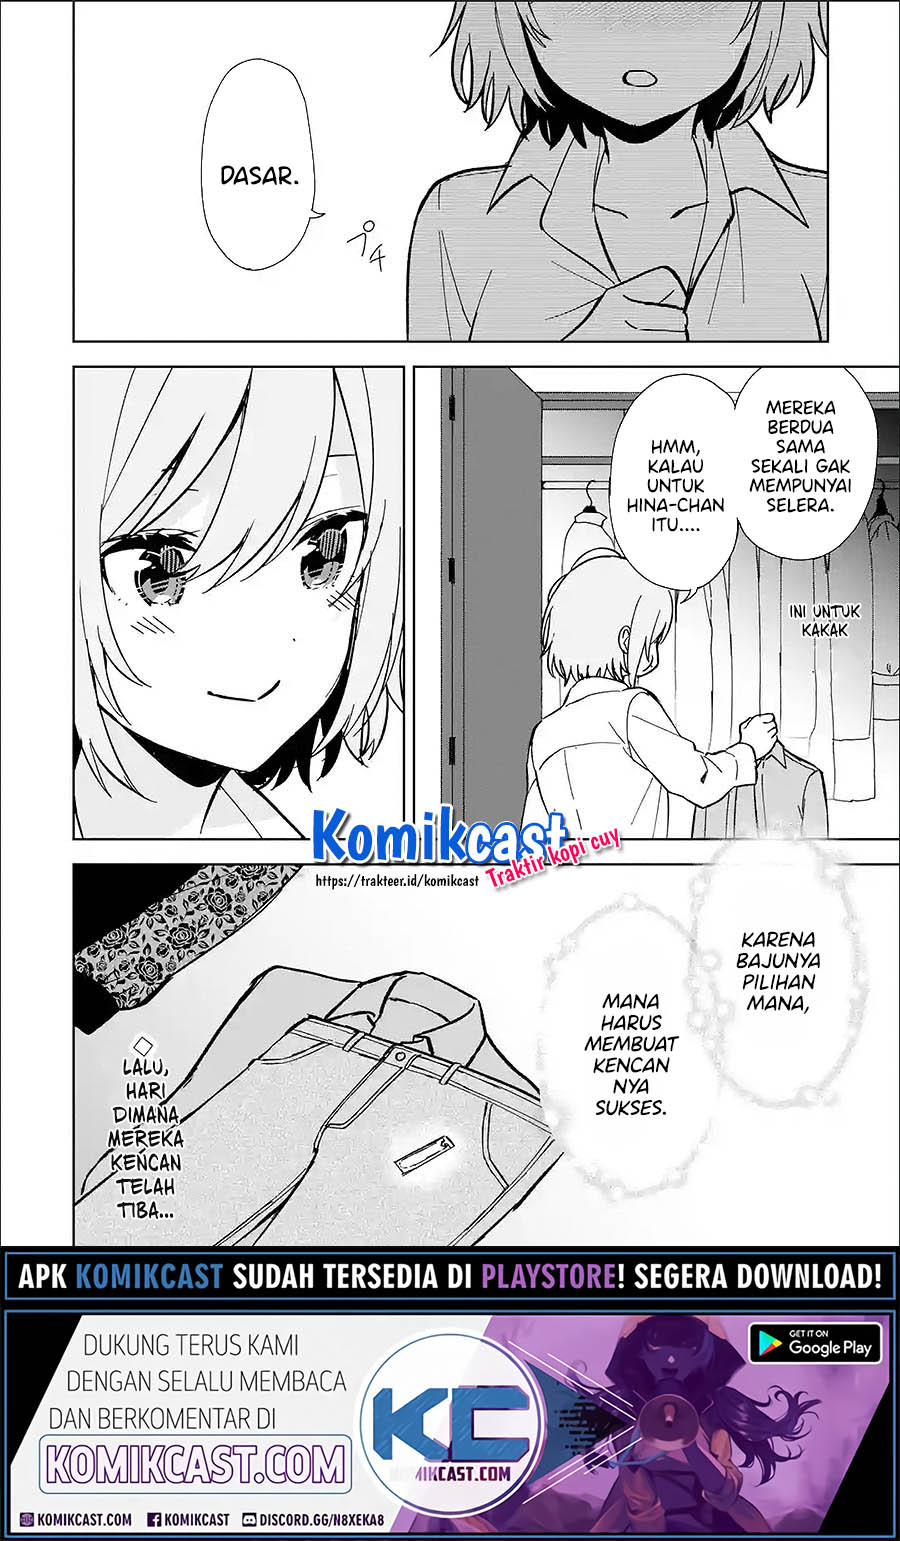 DASAR.
ペタ
MEREKA
BERDUA
SAMA
SEKALI GAK
MEMPUNYAI
SELERA.
HMM,
KALAU
UNTUK
HINA-CHAN
ITU....
INI UNTUK
KAKAK
Komikcast
Traktir kopi cuy
https://trakteer.id/komikcast
KARENA
BAJUNYA
PILIHAN
MANA,
MANA
HARUS
MEMBUAT
KENCAN
NYA
SUKSES.
LALU,
HARI
DIMANA
MEREKA
KENCAN
TELAH
TIBA...
APK KOMIKCAST SUDAH TERSEDIA DI PLAYSTORE! SEGERA DOWNLOAD!
DUKUNG TERUS KAMI
DENGAN SELALU MEMBACA
DAN BERKOMENTAR DI
KOMIKCAST.COM
KOMIKCAST.COM KOMIKCAST DISCORD.GG/N8XEKA8
KC
KOMIKCAST.COM
GET IT ON
Google Play